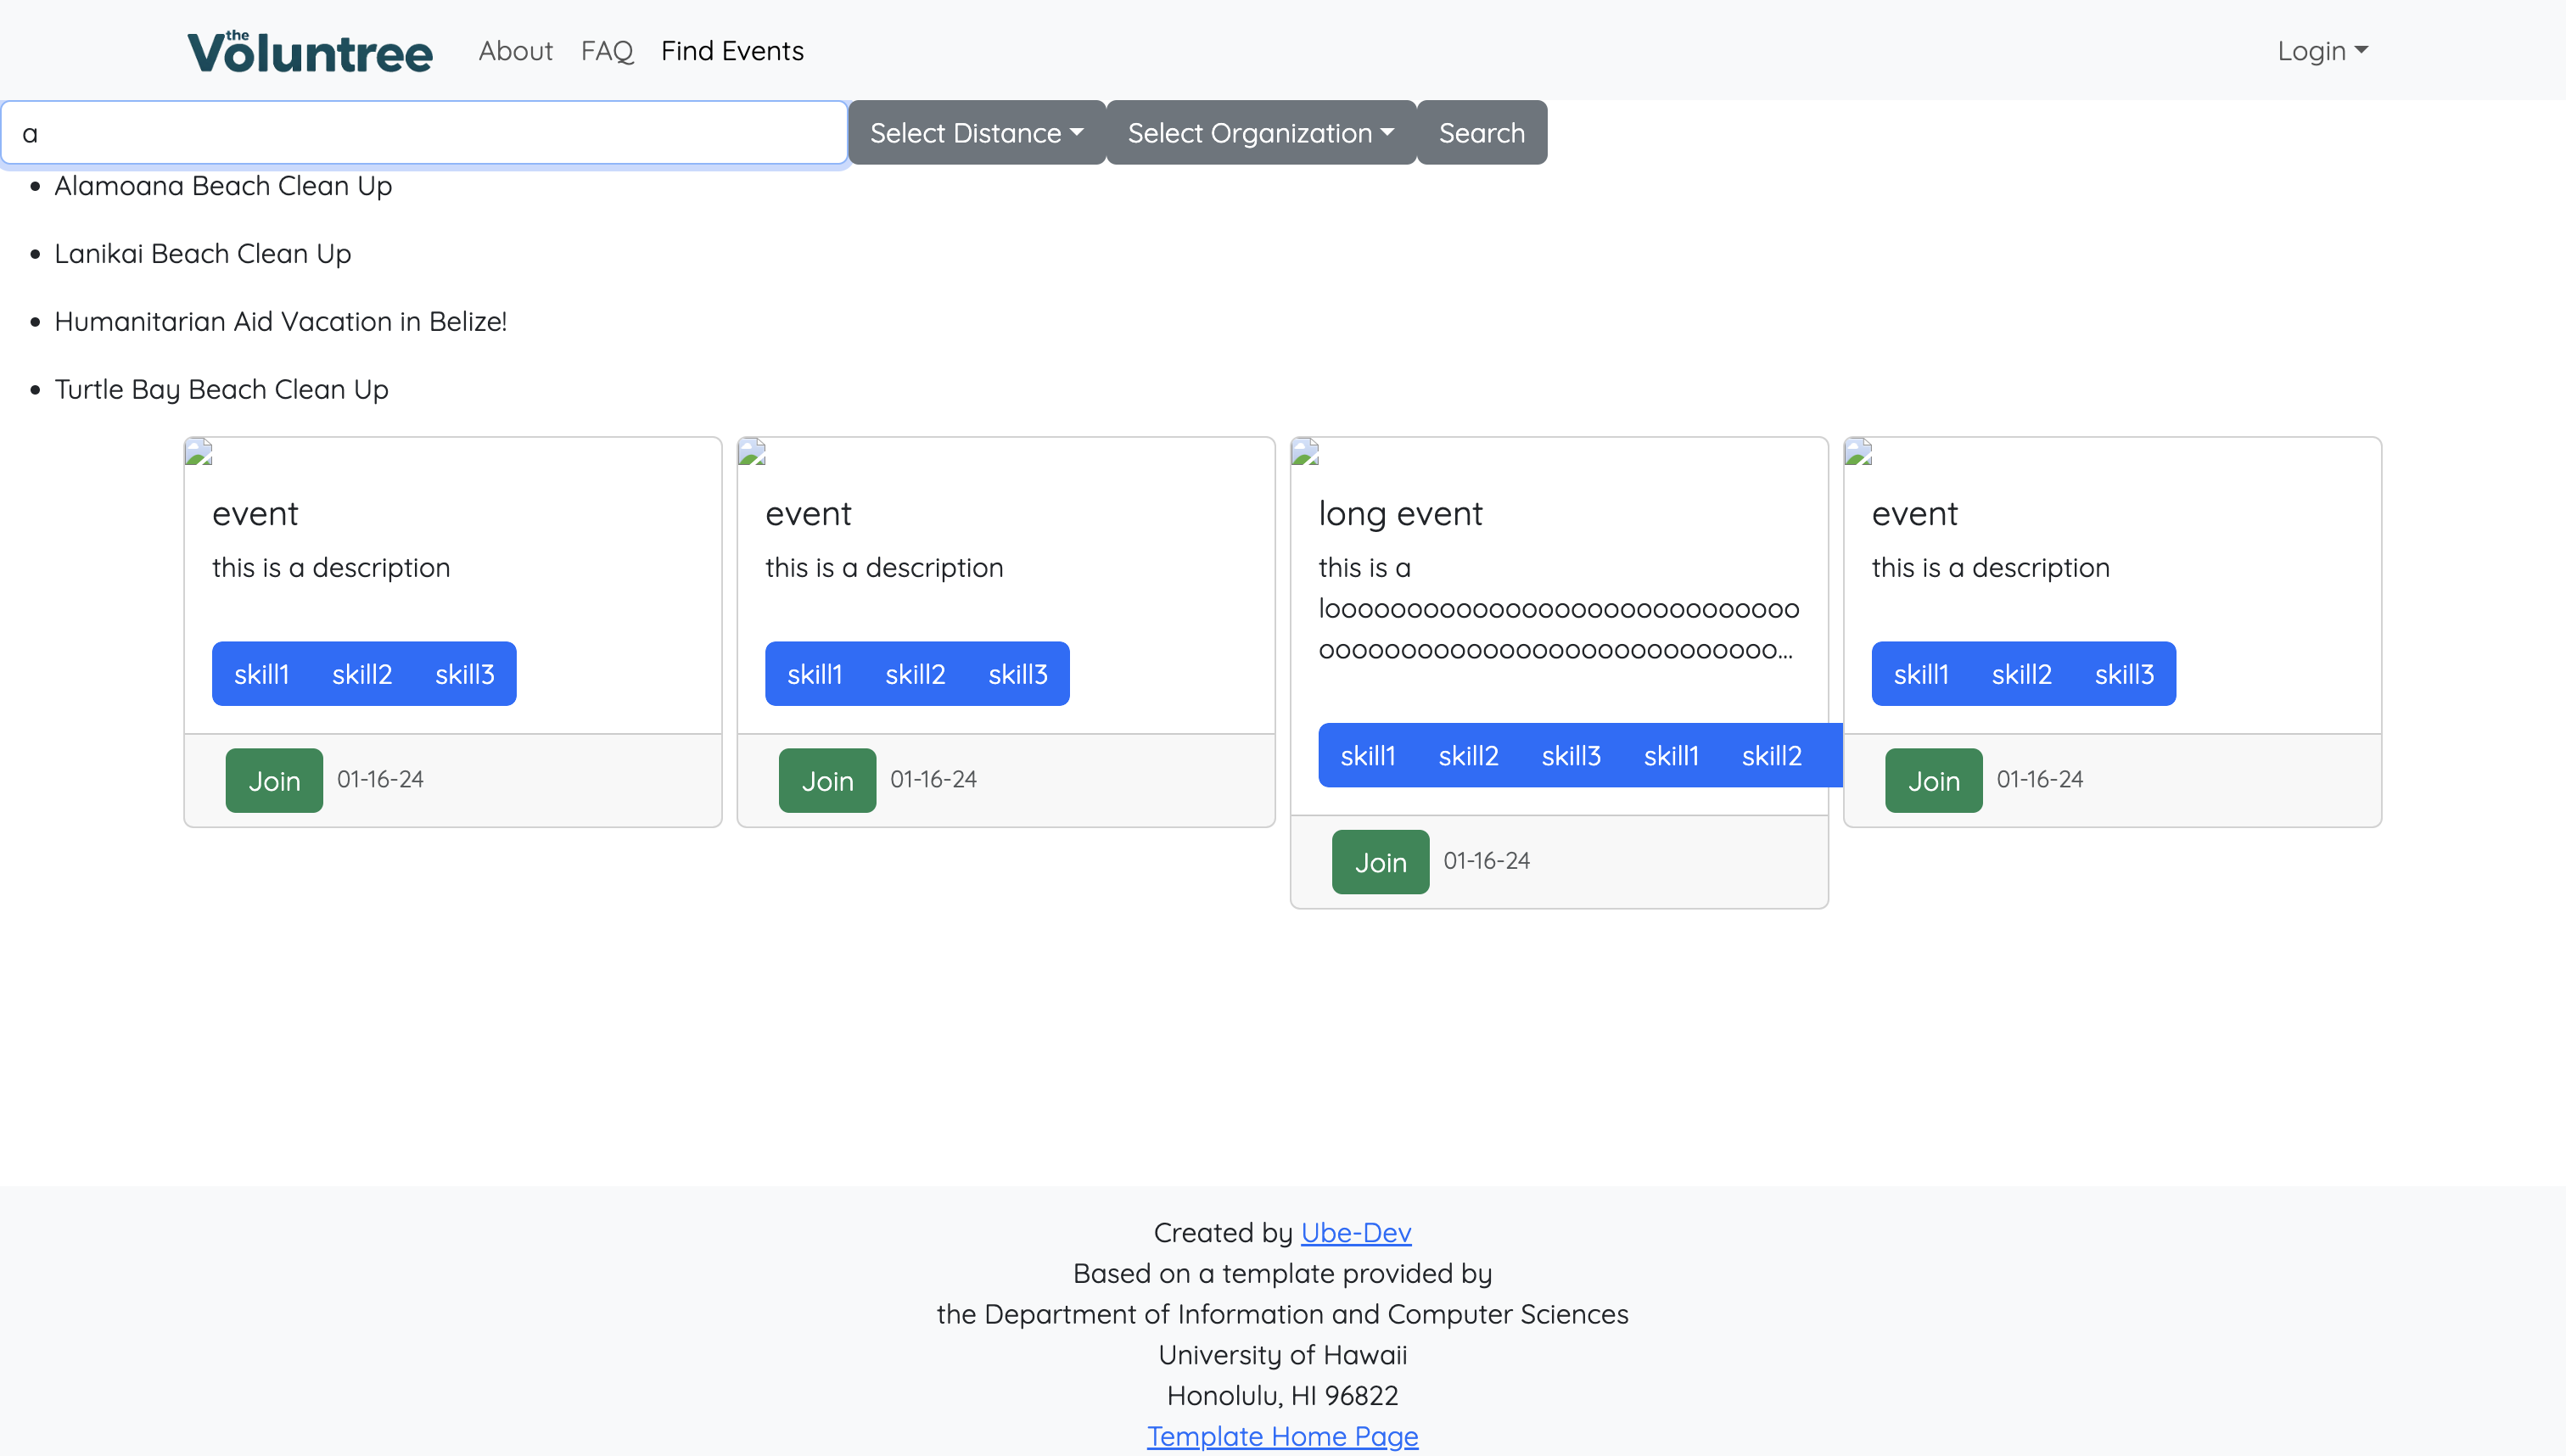 the
Voluntree About FAQ Find Events Login
a Select Distance Select Organization Search
Alamoana Beach Clean Up
Lanikai Beach Clean Up
Humanitarian Aid Vacation in Belize!
Turtle Bay Beach Clean Up
event
this is a description
skill1 skill2 skill3
Join 01-16-24
event
this is a description
skill1 skill2 skill3
Join 01-16-24
long event
this is a
looooooooooooooooooooooooooooo
oooooooooooooooooooooooooooo...
skill1 skill2 skill3 skill1 skill2
Join 01-16-24
event
this is a description
skill1 skill2 skill3
Join 01-16-24
Created by Ube-Dev
Based on a template provided by
the Department of Information and Computer Sciences
University of Hawaii
Honolulu, HI 96822
Template Home Page